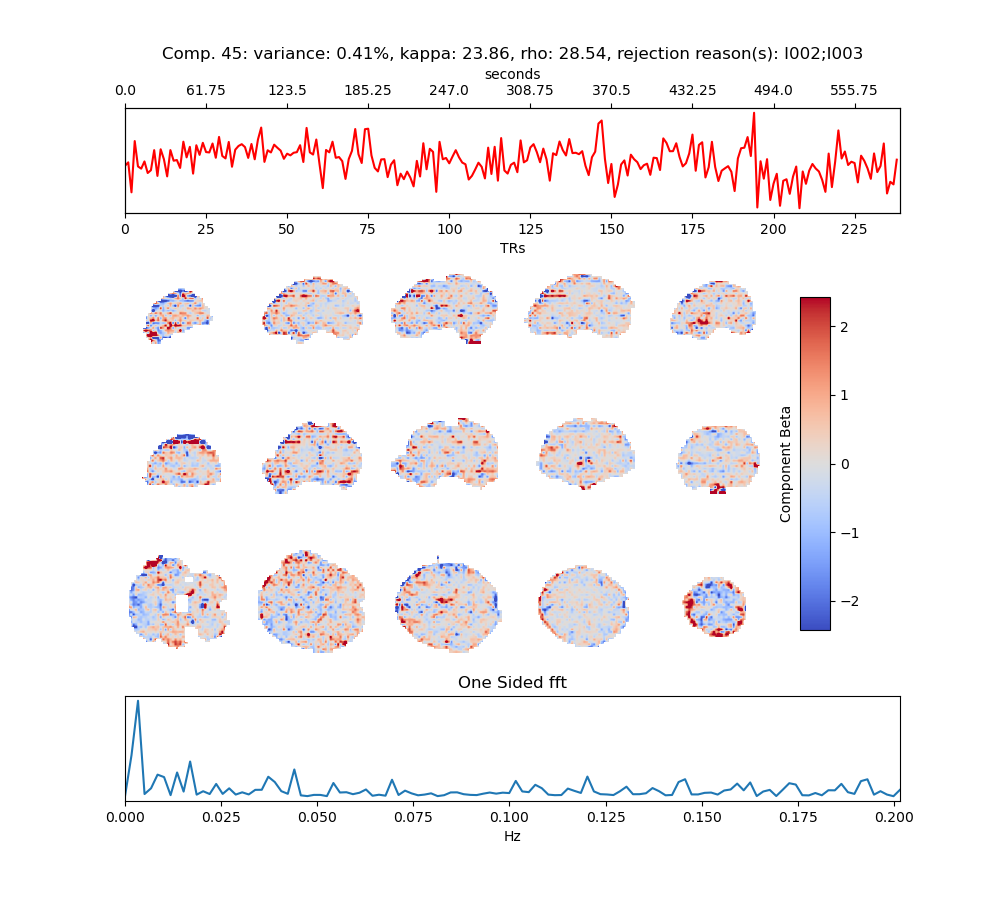 Comp. 45: variance: 0.41%, kappa: 23.86, rho: 28.54, rejection reason(s): I002;I003
seconds
0.0 61.75 123.5 185.25 247.0 308.75 370.5 432.25 494.0 555.75
0 25 50 75 100 125 150 175 200 225
TRs
2
1
0
−1
−2
Component Beta
One Sided fft
0.000 0.025 0.050 0.075 0.100 0.125 0.150 0.175 0.200
Hz